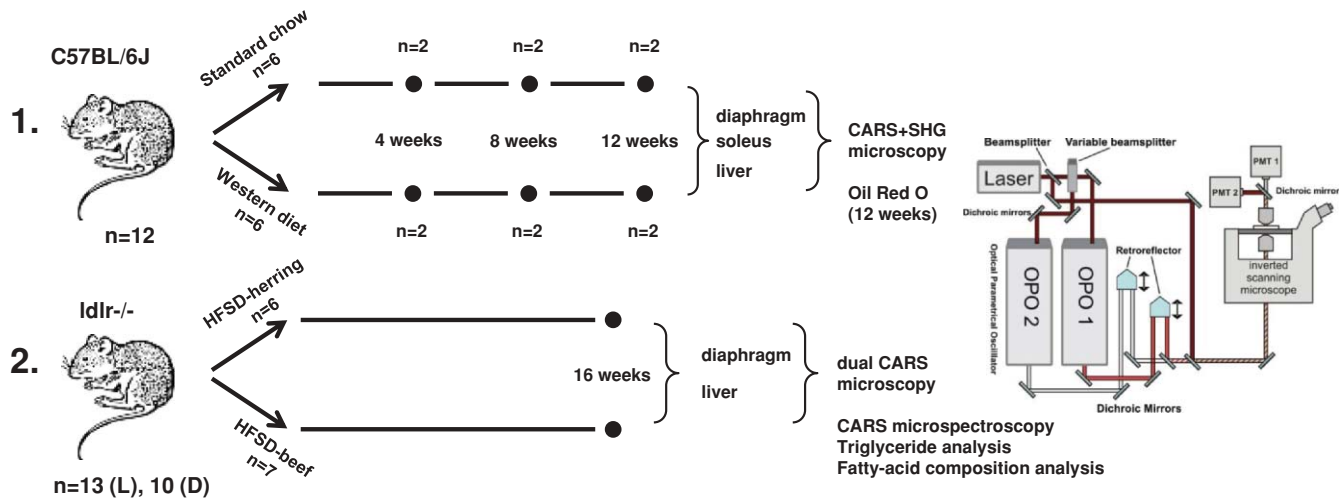 1.
C57BL/6J
n=12
Standard chow
n=6
Western diet
n=6
n=2
n=2
n=2
4 weeks
8 weeks
12 weeks
n=2
n=2
n=2
diaphragm
soleus
liver
CARS+SHG
microscopy
Oil Red O
(12 weeks)
2.
ldlr-/-
n=13 (L), 10 (D)
HFSD-herring
n=6
HFSD-beef
n=7
16 weeks
diaphragm
liver
dual CARS
microscopy
CARS microspectroscopy
Triglyceride analysis
Fatty-acid composition analysis
Beamsplitter
Variable beamsplitter
Laser
Dichroic mirrors
Optical Parametrical Oscillator
OPO 2
OPO 1
Retroreflector
Dichroic Mirrors
PMT 1
PMT 2
Dichroic mirror
inverted
scanning
microscope